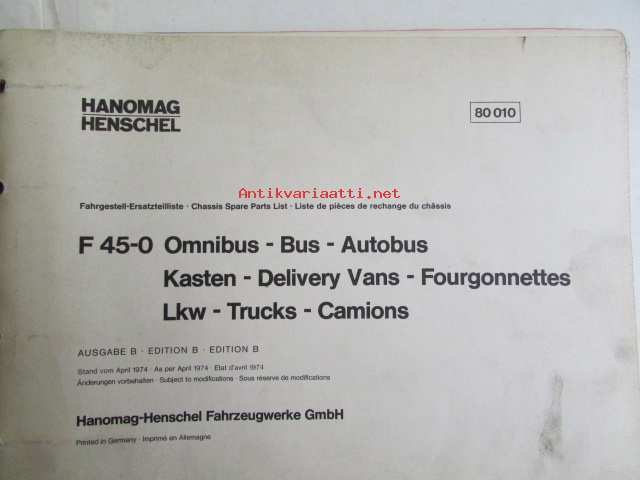 HANOMAG
HENSCHEL
80 010
Antikvariaatti.net
Fahrgestell-Ersatzteilliste · Chassis Spare Parts List · Liste de pièces de rechange du châssis
F 45-0 Omnibus - Bus - Autobus
Kasten - Delivery Vans - Fourgonnettes
Lkw - Trucks - Camions
AUSGABE B · EDITION B · EDITION B
Stand vom April 1974 · As per April 1974 · Etat d'avril 1974
Änderungen vorbehalten · Subject to modifications · Sous réserve de modifications
Hanomag-Henschel Fahrzeugwerke GmbH
Printed in Germany · Imprimé en Allemagne